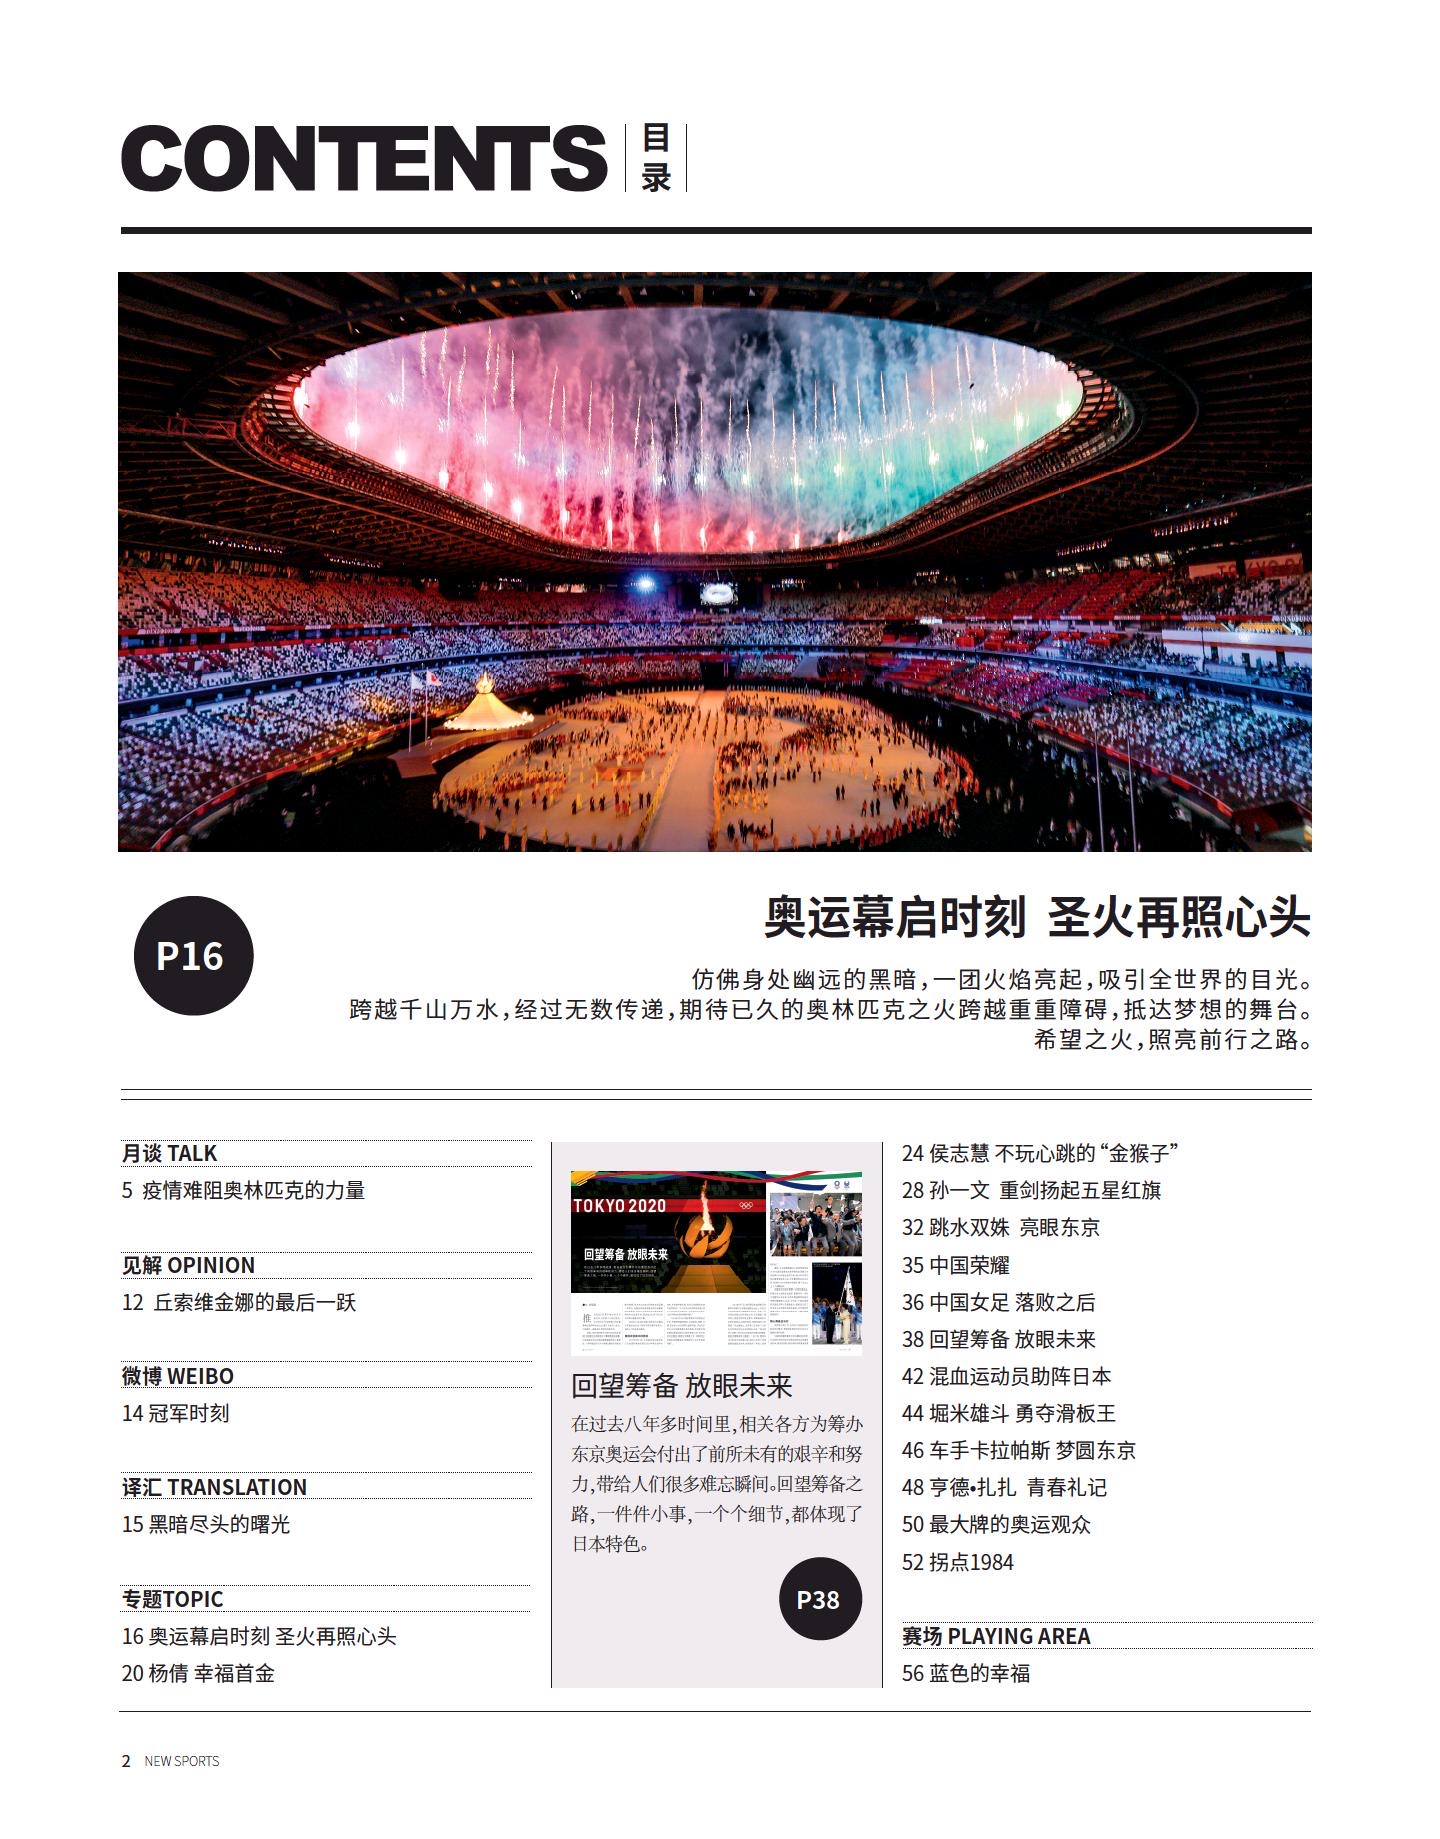 CONTENTS
目
录
P16
奥运幕启时刻 圣火再照心头
仿佛身处幽远的黑暗，一团火焰亮起，吸引全世界的目光。
跨越千山万水，经过无数传递，期待已久的奥林匹克之火跨越重重障碍，抵达梦想的舞台。
希望之火，照亮前行之路。
月谈 TALK
5 疫情难阻奥林匹克的力量
见解 OPINION
12 丘索维金娜的最后一跃
微博 WEIBO
14 冠军时刻
译汇 TRANSLATION
15 黑暗尽头的曙光
专题TOPIC
16 奥运幕启时刻 圣火再照心头
20 杨倩 幸福首金
TOKYO 2020
回望筹备 放眼未来
推
回望筹备 放眼未来
在过去八年多时间里，相关各方为筹办
东京奥运会付出了前所未有的艰辛和努
力，带给人们很多难忘瞬间。回望筹备之
路，一件件小事，一个个细节，都体现了
日本特色。
P38
24 侯志慧 不玩心跳的“金猴子”
28 孙一文 重剑扬起五星红旗
32 跳水双姝 亮眼东京
35 中国荣耀
36 中国女足 落败之后
38 回望筹备 放眼未来
42 混血运动员助阵日本
44 堀米雄斗 勇夺滑板王
46 车手卡拉帕斯 梦圆东京
48 亨德•扎扎 青春礼记
50 最大牌的奥运观众
52 拐点1984
赛场 PLAYING AREA
56 蓝色的幸福
2 NEW SPORTS